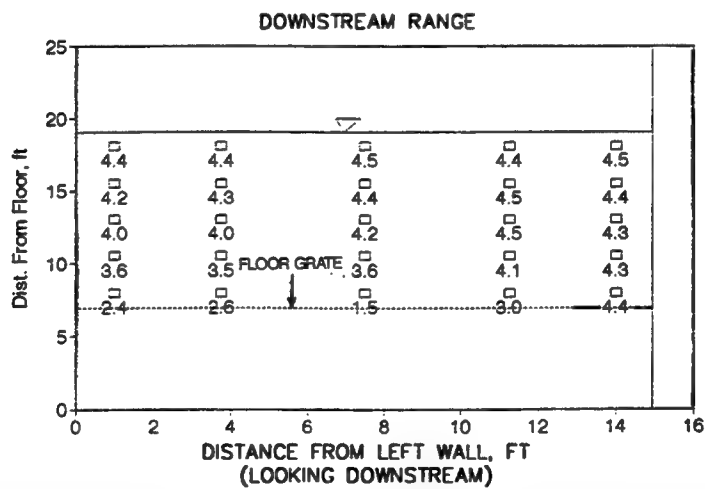 DOWNSTREAM RANGE
25
20
4.4 4.4 4.5 4.4 4.5
15
4.2 4.3 4.4 4.5 4.4
4.0 4.0 4.2 4.5 4.3
10
3.6 3.5 FLOOR GRATE 3.6 4.1 4.3
2.4 2.6 1.5 3.0 4.4
5
0
Dist. From Floor, ft
0 2 4 6 8 10 12 14 16
DISTANCE FROM LEFT WALL, FT
(LOOKING DOWNSTREAM)